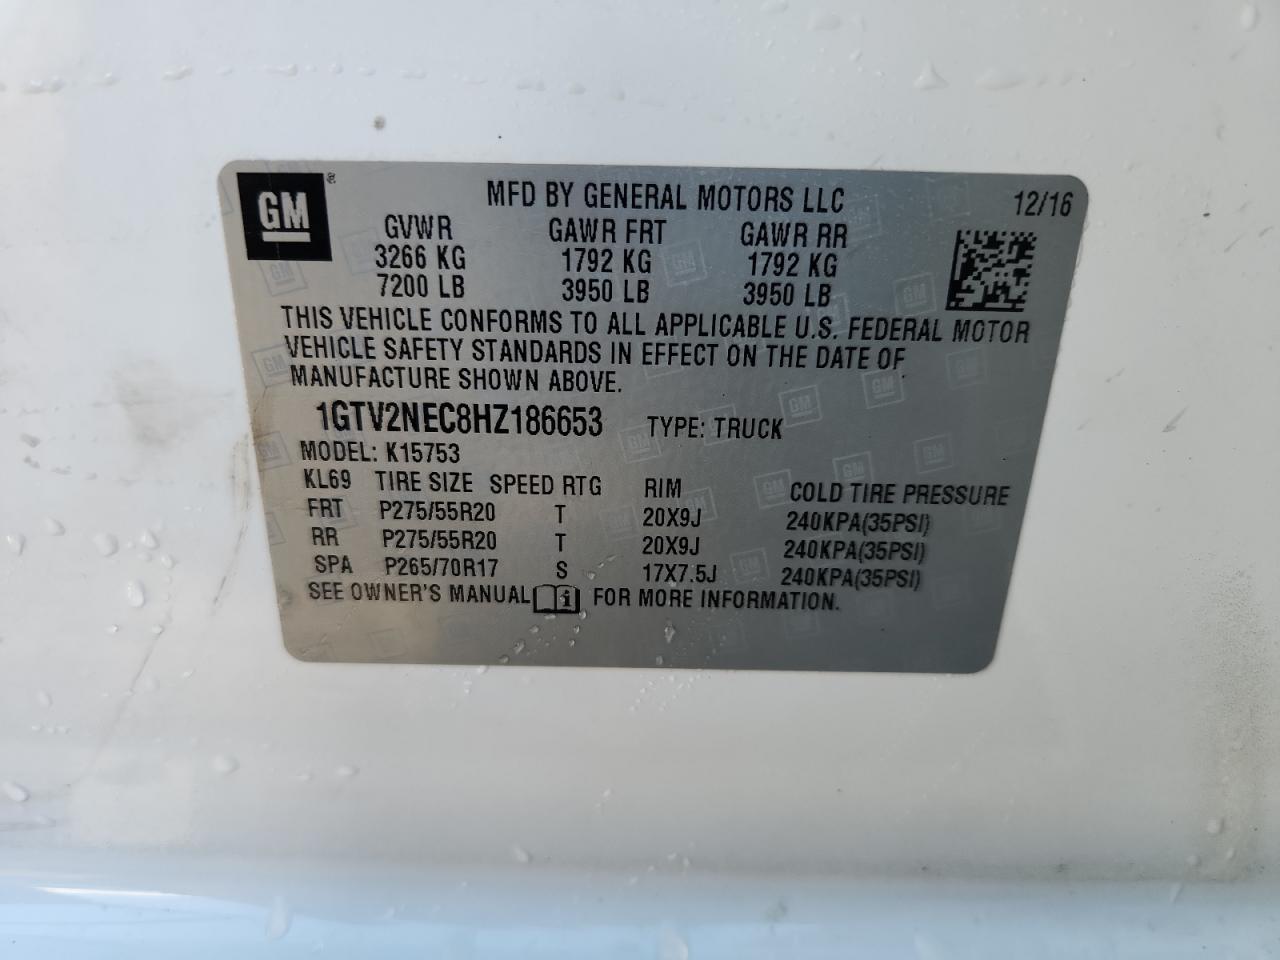 GM ®
MFD BY GENERAL MOTORS LLC 12/16
GVWR GAWR FRT GAWR RR
3266 KG 1792 KG 1792 KG
7200 LB 3950 LB 3950 LB
THIS VEHICLE CONFORMS TO ALL APPLICABLE U.S. FEDERAL MOTOR
VEHICLE SAFETY STANDARDS IN EFFECT ON THE DATE OF
MANUFACTURE SHOWN ABOVE.
1GTV2NEC8HZ186653 TYPE: TRUCK
MODEL: K15753
KL69 TIRE SIZE SPEED RTG RIM COLD TIRE PRESSURE
FRT P275/55R20 T 20X9J 240KPA(35PSI)
RR P275/55R20 T 20X9J 240KPA(35PSI)
SPA P265/70R17 S 17X7.5J 240KPA(35PSI)
SEE OWNER'S MANUAL i FOR MORE INFORMATION.